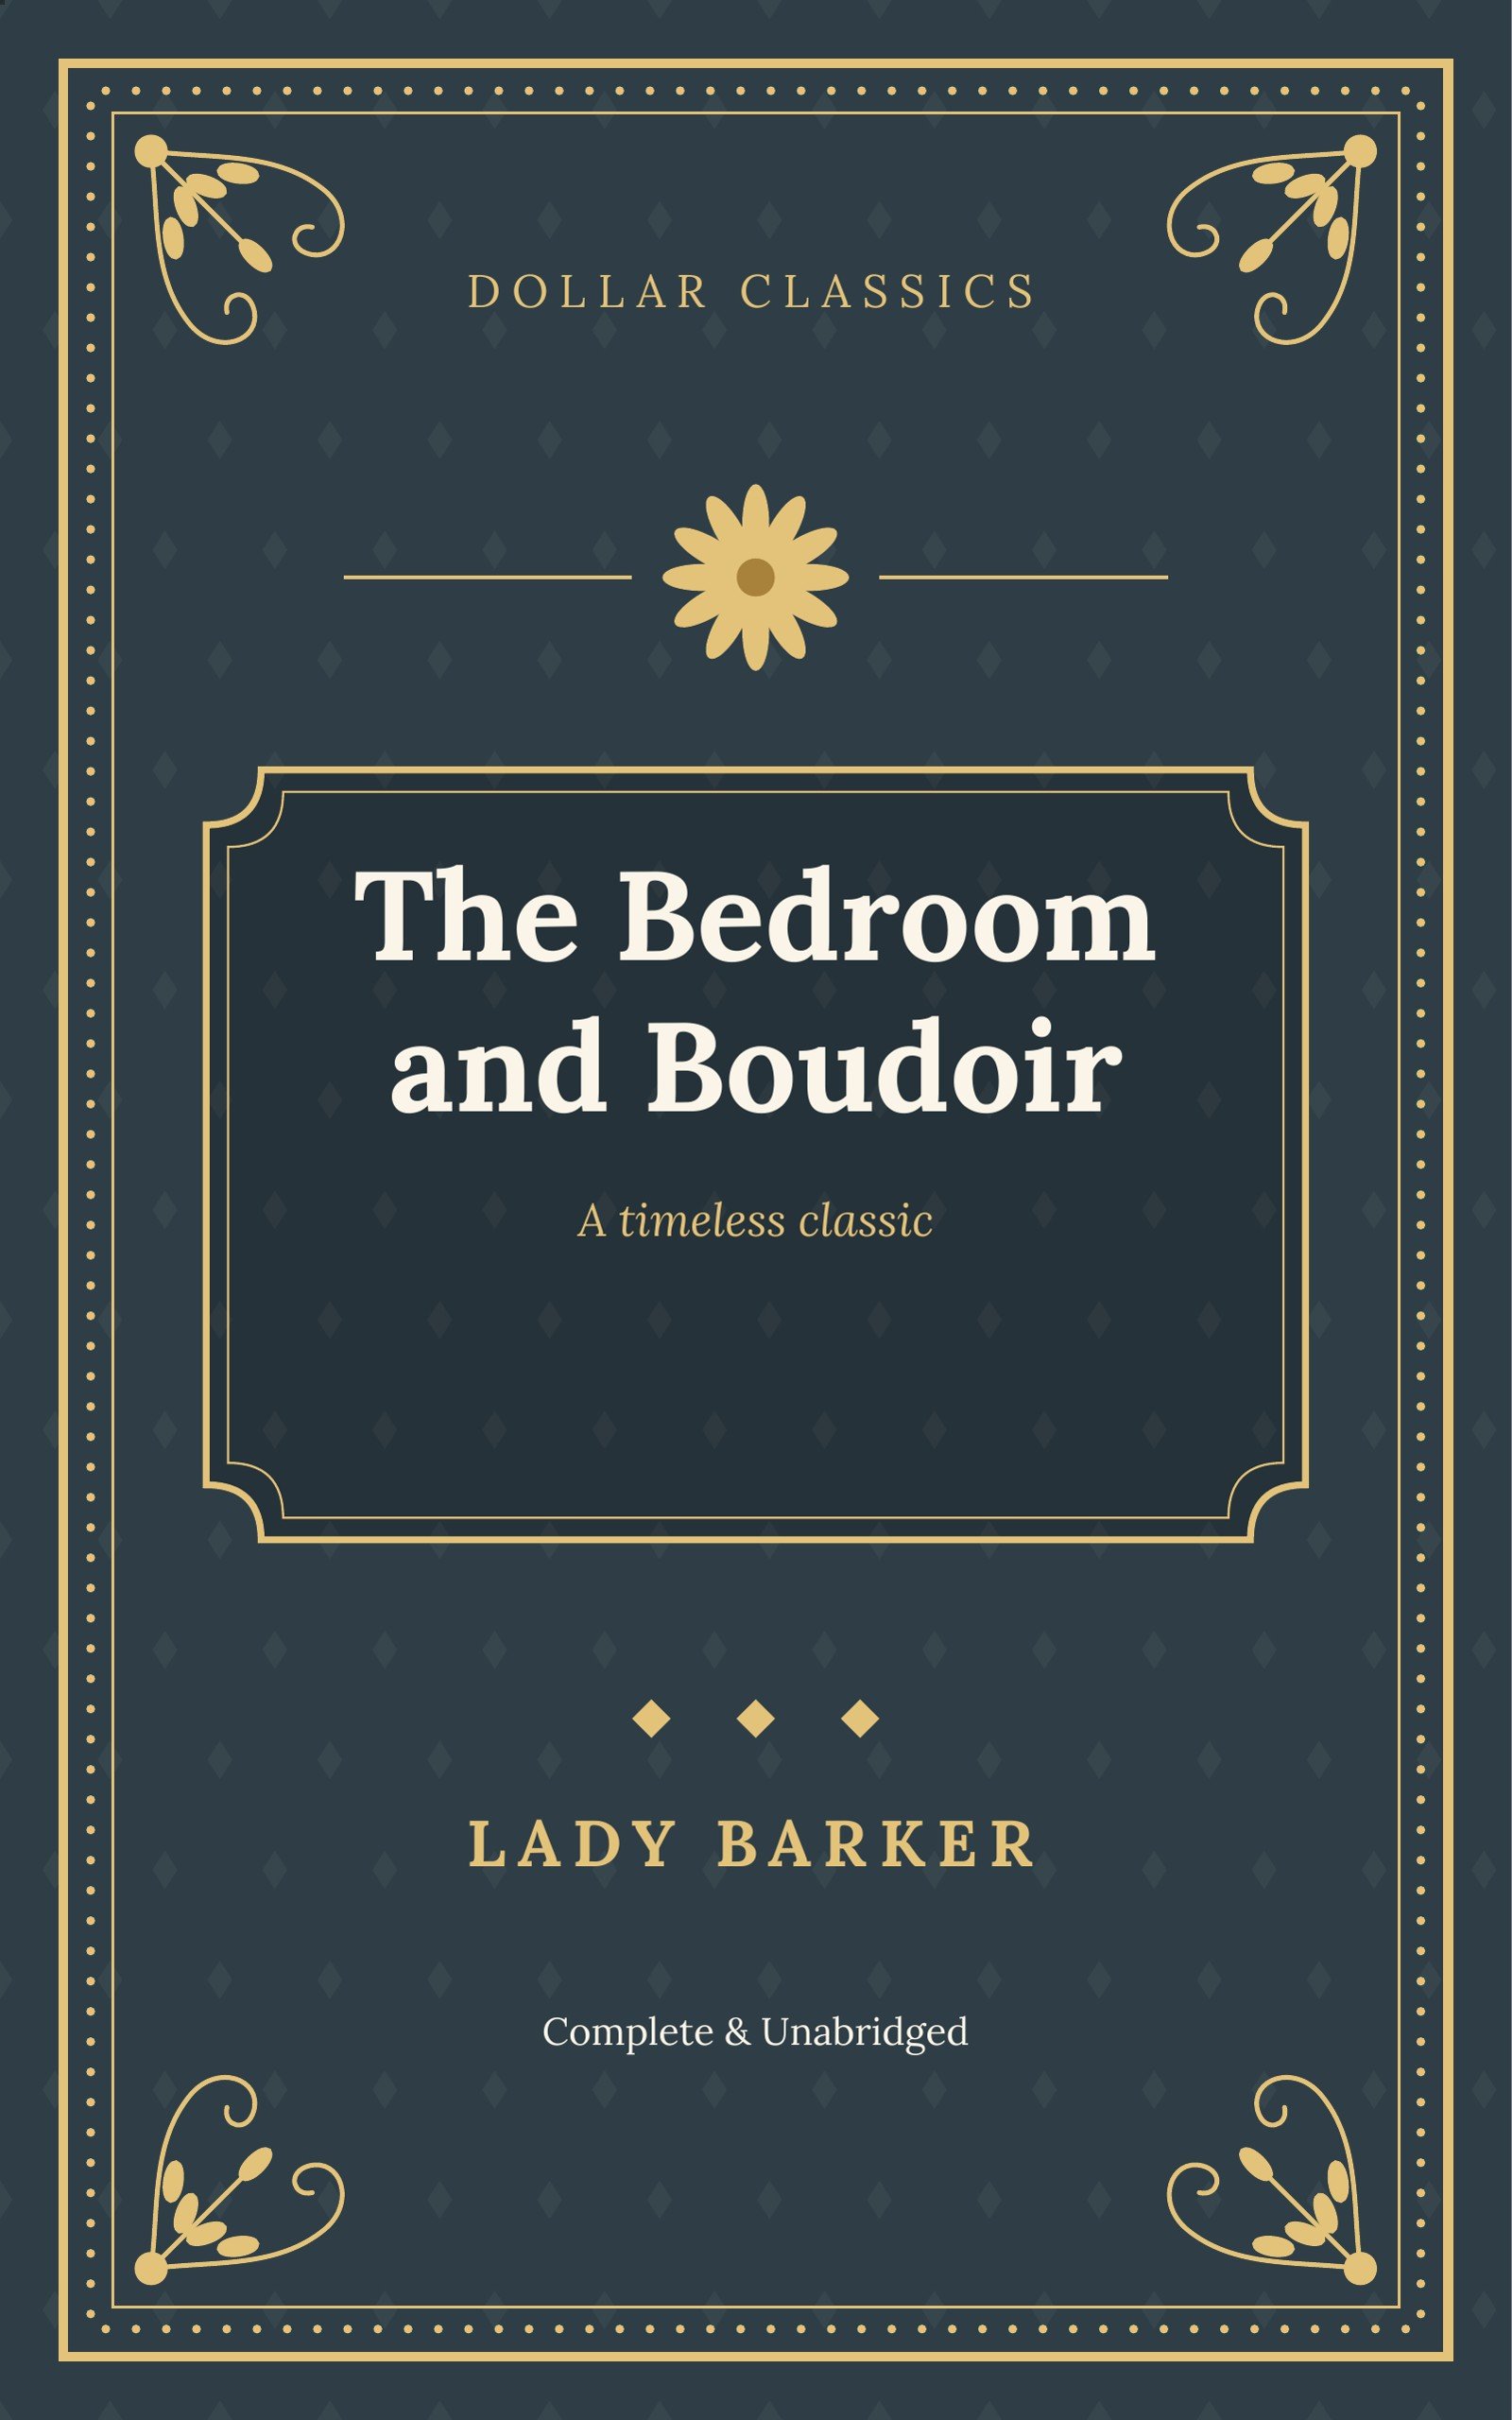 DOLLAR CLASSICS
The Bedroom
and Boudoir
A timeless classic
LADY BARKER
Complete & Unabridged